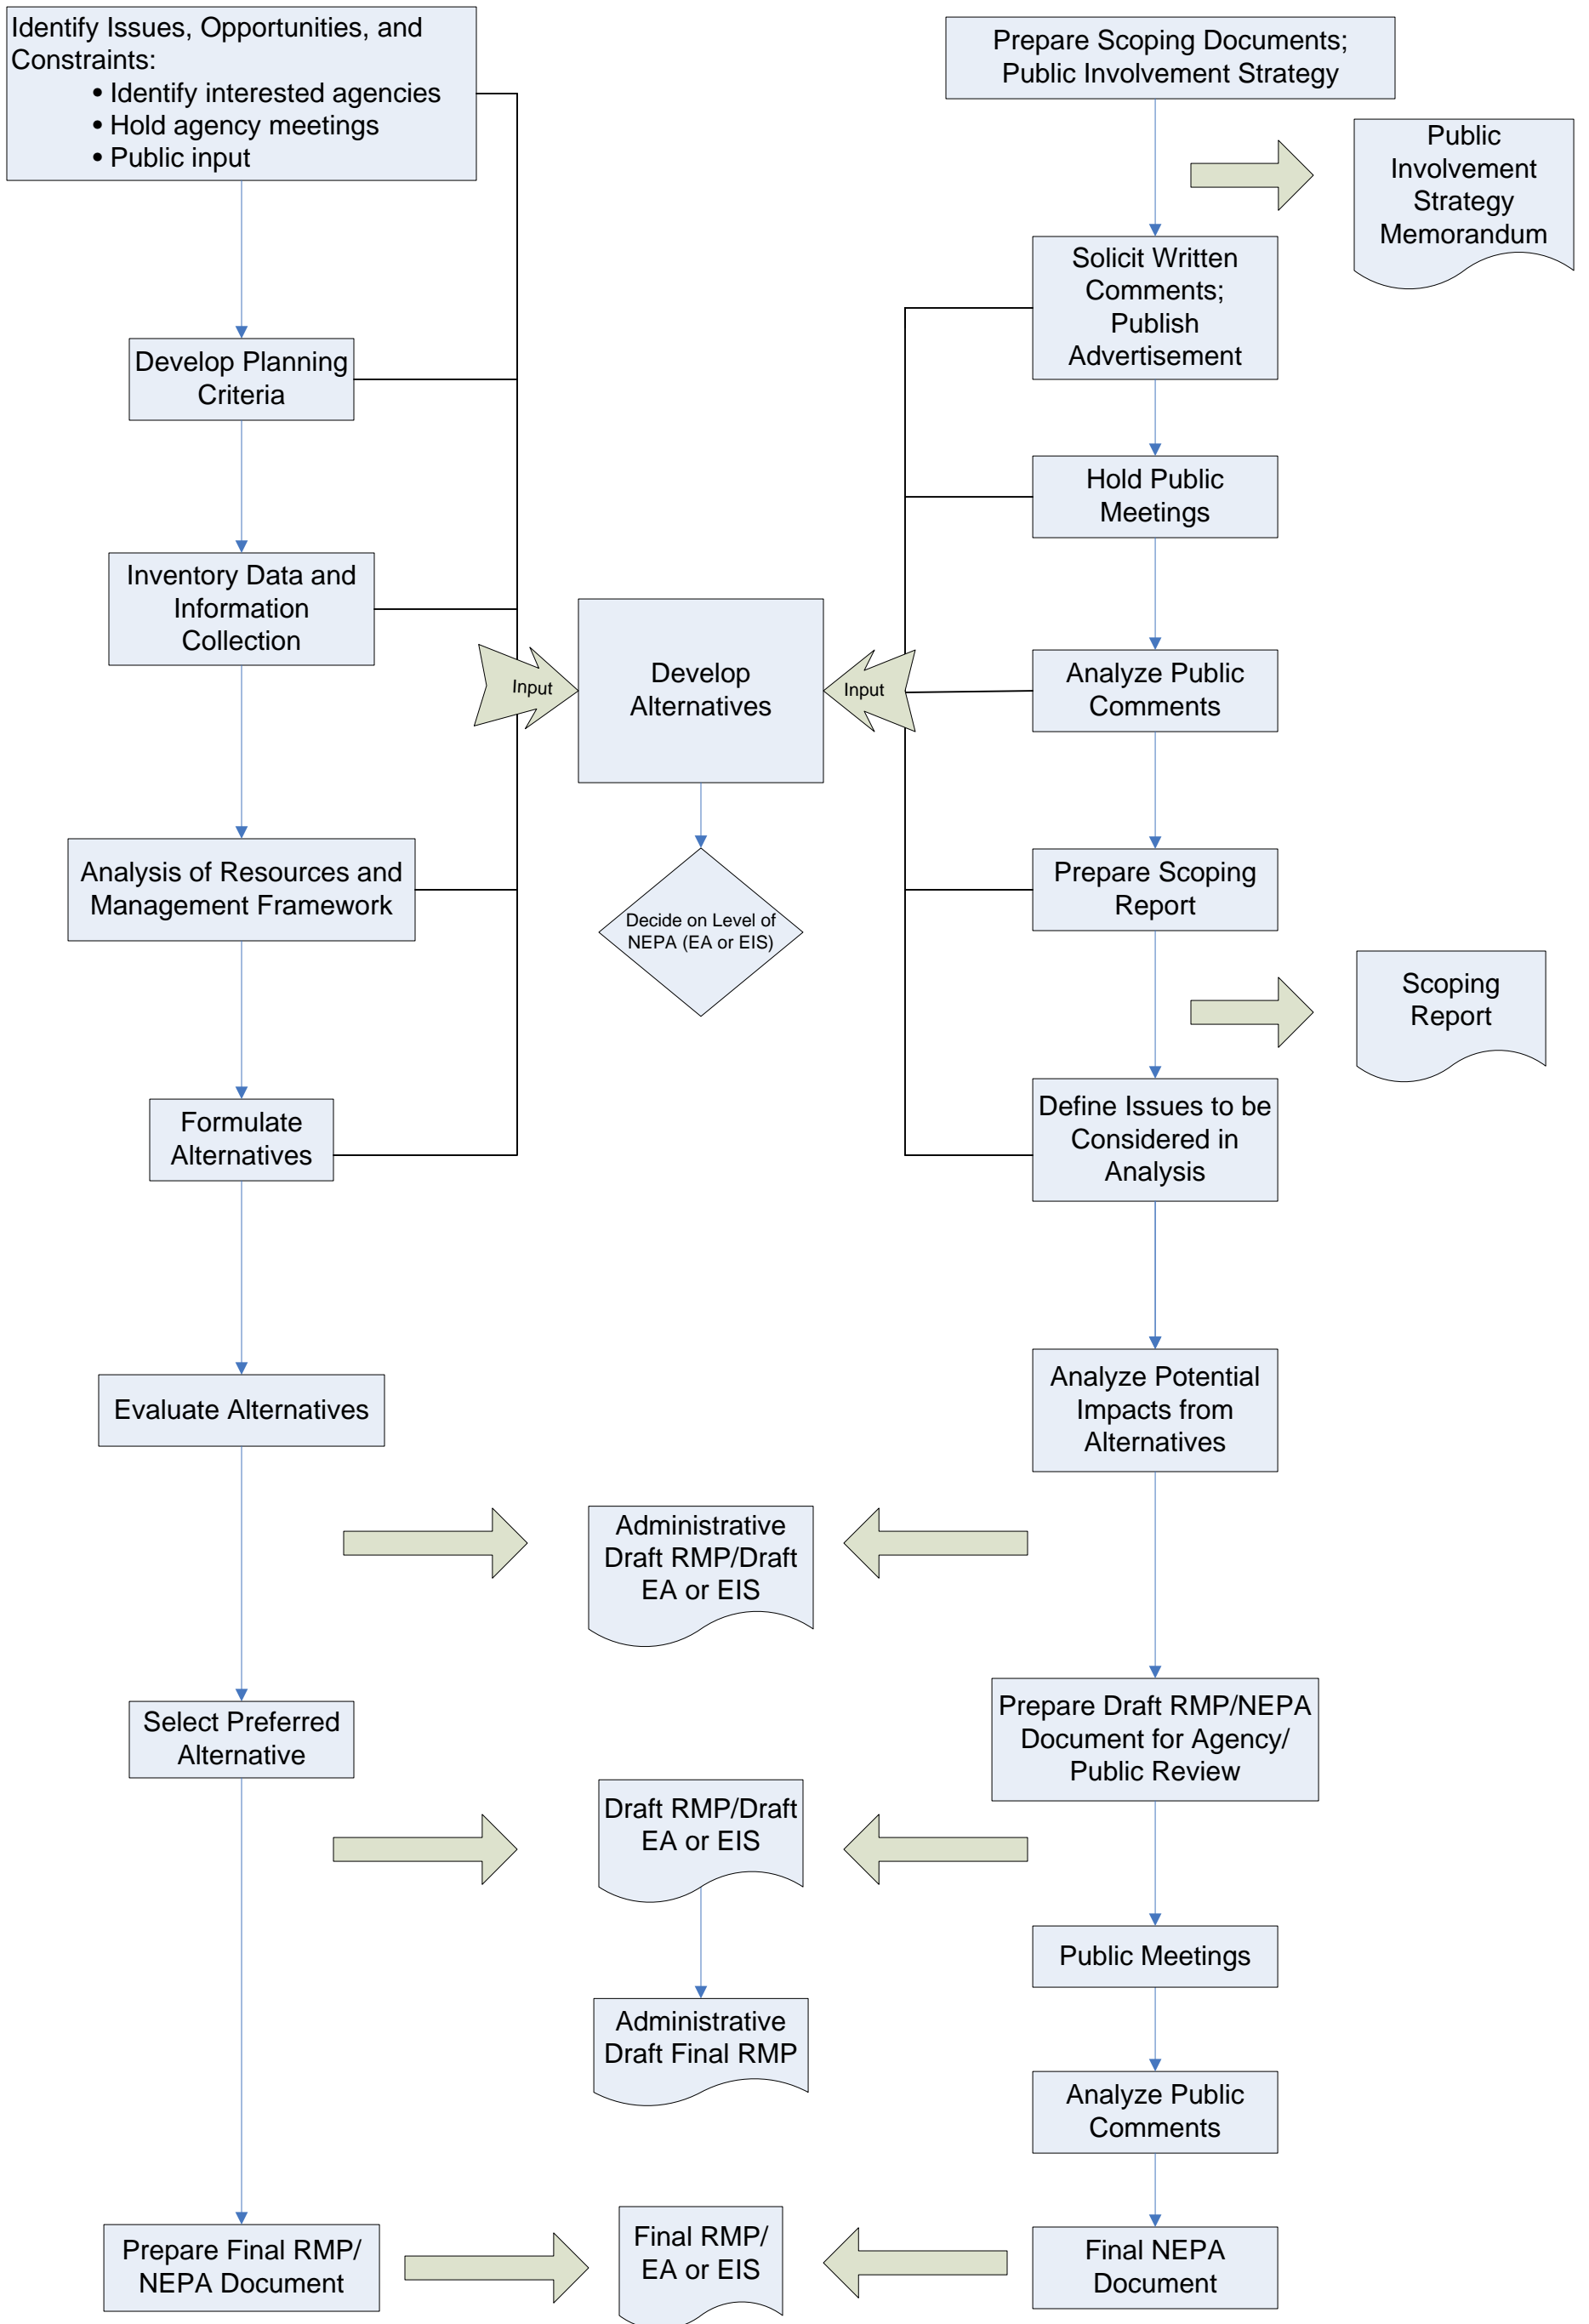 Identify Issues, Opportunities, and
Constraints:
• Identify interested agencies
• Hold agency meetings
• Public input
Prepare Scoping Documents;
Public Involvement Strategy
Public
Involvement
Strategy
Memorandum
Solicit Written
Comments;
Publish
Advertisement
Develop Planning
Criteria
Hold Public
Meetings
Inventory Data and
Information
Collection
Input
Develop
Alternatives
Input
Analyze Public
Comments
Analysis of Resources and
Management Framework
Decide on Level of
NEPA (EA or EIS)
Prepare Scoping
Report
Scoping
Report
Formulate
Alternatives
Define Issues to be
Considered in
Analysis
Evaluate Alternatives
Analyze Potential
Impacts from
Alternatives
Administrative
Draft RMP/Draft
EA or EIS
Select Preferred
Alternative
Prepare Draft RMP/NEPA
Document for Agency/
Public Review
Draft RMP/Draft
EA or EIS
Public Meetings
Administrative
Draft Final RMP
Analyze Public
Comments
Prepare Final RMP/
NEPA Document
Final RMP/
EA or EIS
Final NEPA
Document